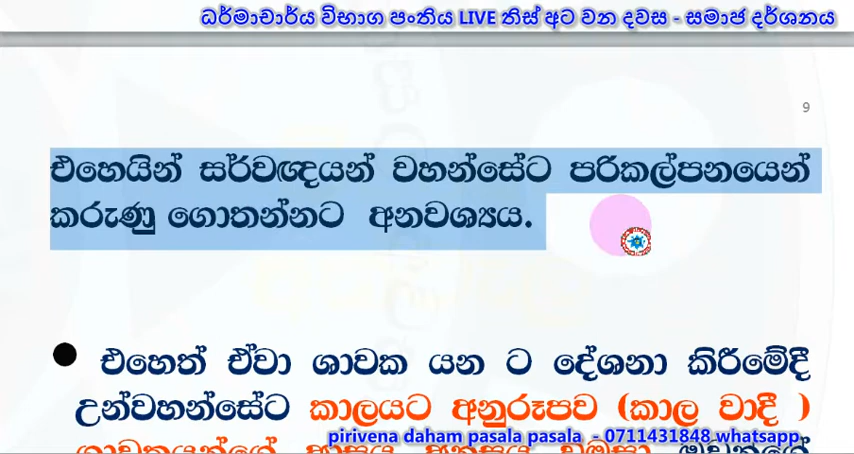 ධර්මාචාර්ය විභාග පංතිය LIVE තිස් අට වන දවස - සමාජ දර්ශනය
9
එහෙයින් සර්වඥයන් වහන්සේට පරිකල්පනයෙන්
කරුණු ගොතන්නට අනවශ්‍යය.
● එහෙත් ඒවා ශාවක යන ට දේශනා කිරීමේදී
උන්වහන්සේට කාලයට අනුරූපව (කාල වාදී )
pirivena daham pasala pasala - 0711431848 whatsapp